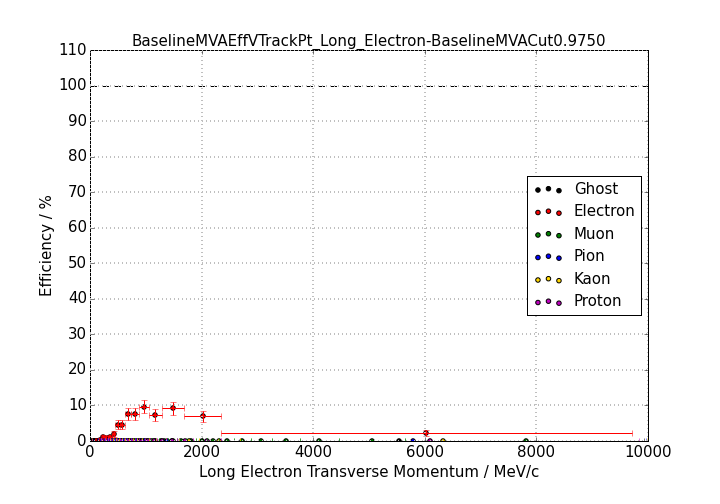 BaselineMVAEffVTrackPt_Long_Electron-BaselineMVACut0.9750
110
100
90
80
70
60
50
40
30
20
10
0
Efficiency / %
Ghost
Electron
Muon
Pion
Kaon
Proton
0 2000 4000 6000 8000 10000
Long Electron Transverse Momentum / MeV/c